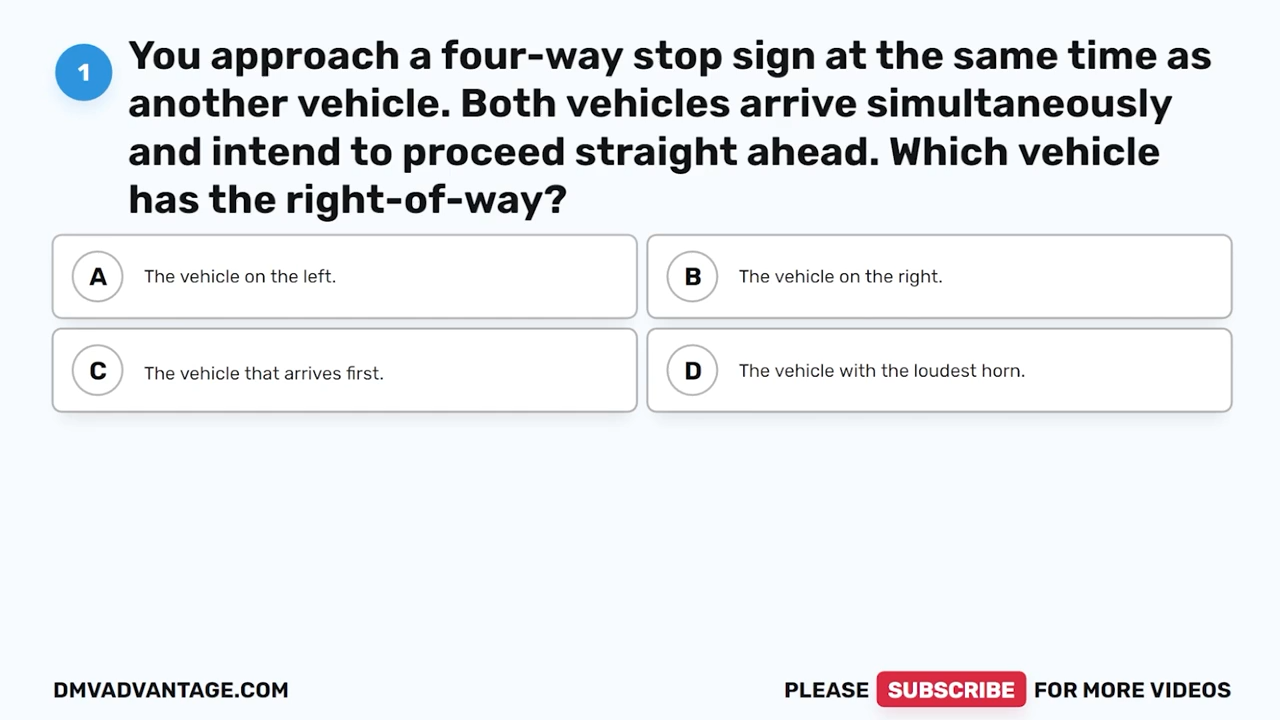 1
You approach a four-way stop sign at the same time as
another vehicle. Both vehicles arrive simultaneously
and intend to proceed straight ahead. Which vehicle
has the right-of-way?
A The vehicle on the left.
B The vehicle on the right.
C The vehicle that arrives first.
D The vehicle with the loudest horn.
DMVADVANTAGE.COM
PLEASE SUBSCRIBE FOR MORE VIDEOS